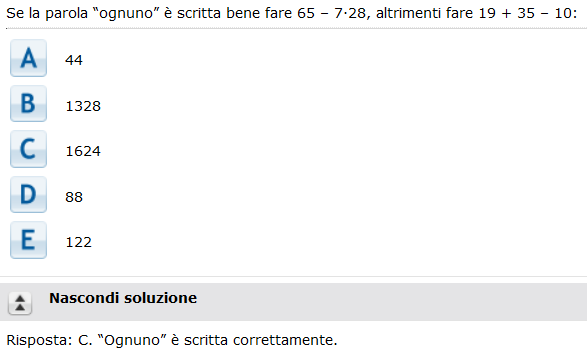 Se la parola “ognuno” è scritta bene fare 65 – 7·28, altrimenti fare 19 + 35 – 10:
A 44
B 1328
C 1624
D 88
E 122
Nascondi soluzione
Risposta: C. “Ognuno” è scritta correttamente.